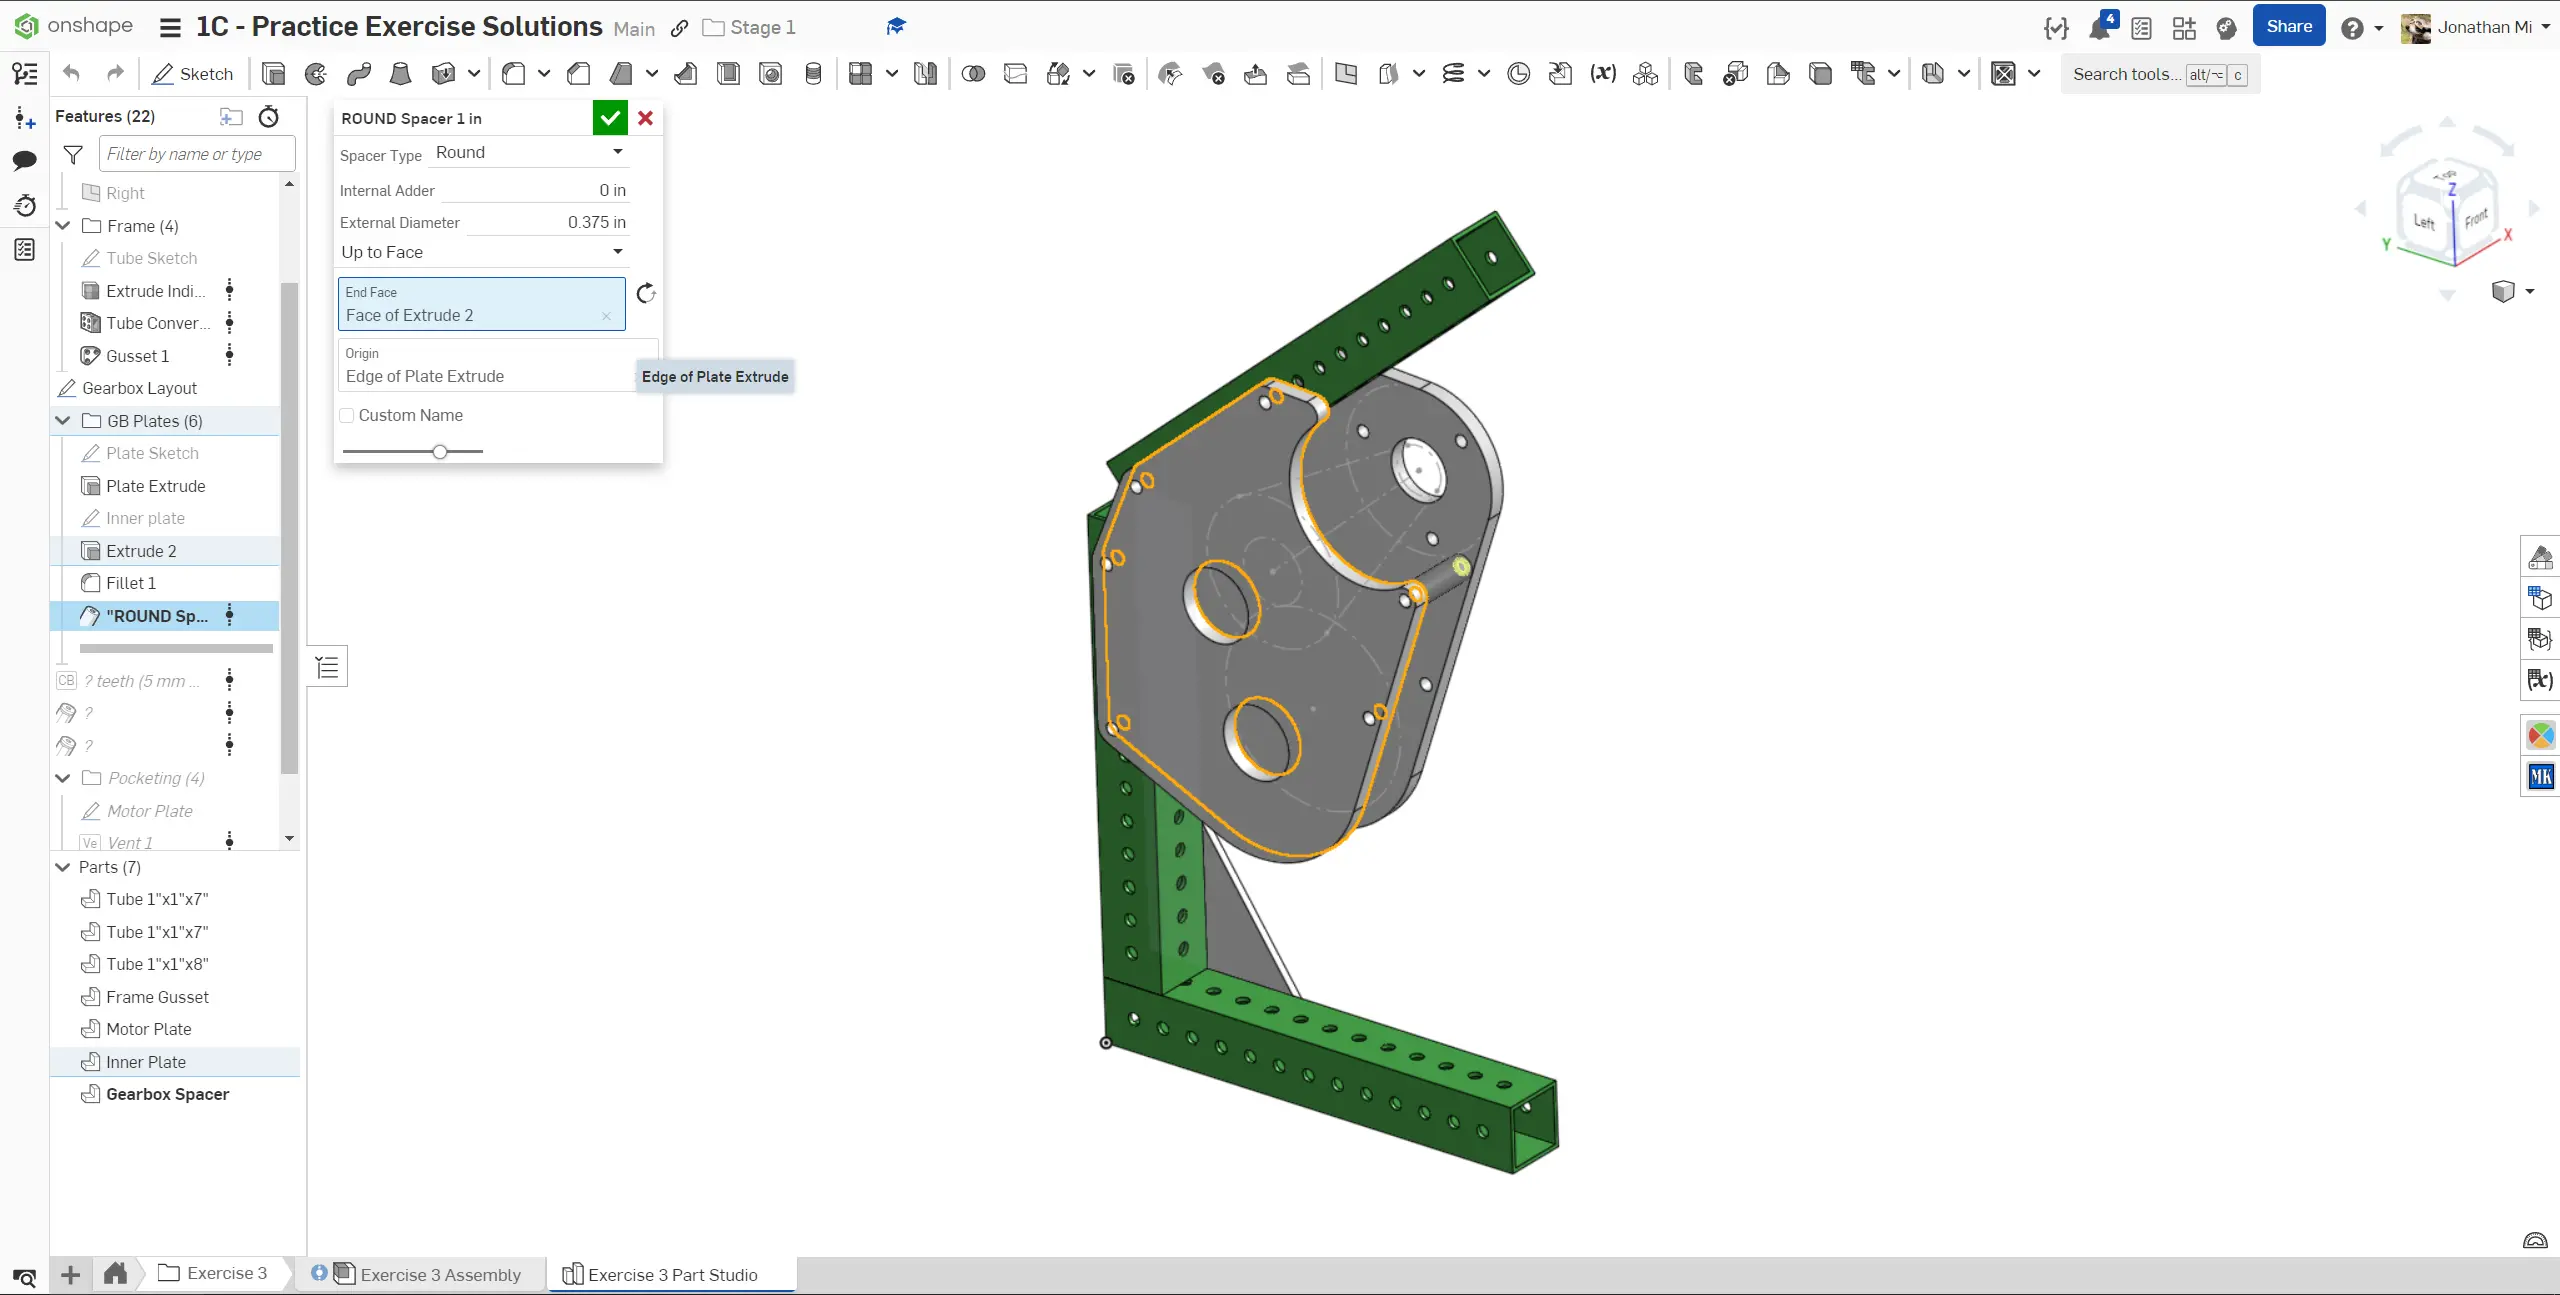 onshape
1C - Practice Exercise Solutions Main Stage 1
4
Share
Jonathan Mi
Sketch
Search tools... alt/⌥ c
Features (22)
Filter by name or type
Right
Frame (4)
Tube Sketch
Extrude Indi...
Tube Conver...
Gusset 1
Gearbox Layout
GB Plates (6)
Plate Sketch
Plate Extrude
Inner plate
Extrude 2
Fillet 1
"ROUND Sp...
CB ? teeth (5 mm ...
?
?
Pocketing (4)
Motor Plate
Ve Vent 1
Parts (7)
Tube 1"x1"x7"
Tube 1"x1"x7"
Tube 1"x1"x8"
Frame Gusset
Motor Plate
Inner Plate
Gearbox Spacer
ROUND Spacer 1 in
Spacer Type Round
Internal Adder 0 in
External Diameter 0.375 in
Up to Face
End Face
Face of Extrude 2
Origin
Edge of Plate Extrude
Edge of Plate Extrude
Custom Name
Top
Z
Left
Front
Y
X
(x)
(x)
MK
Exercise 3
Exercise 3 Assembly
Exercise 3 Part Studio